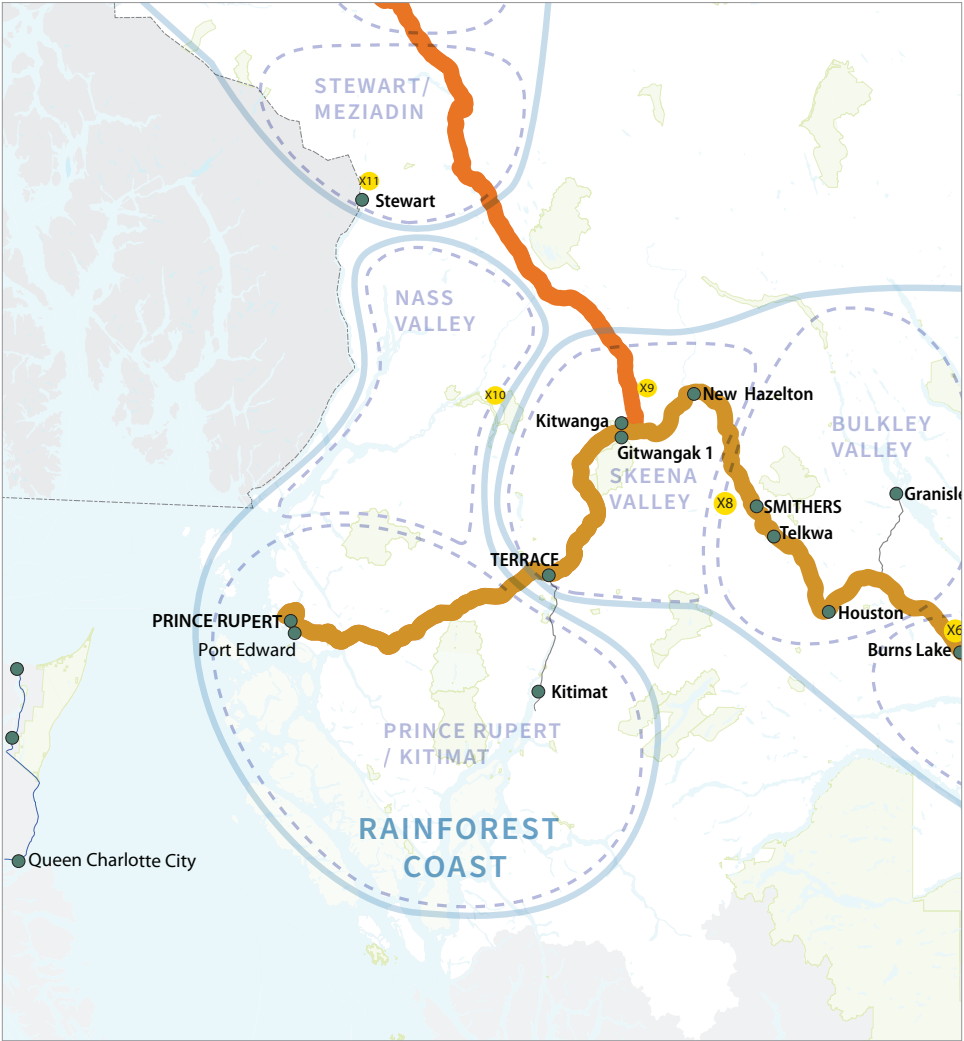 STEWART/
MEZIADIN
X11
Stewart
NASS
VALLEY
X10
X9
New Hazelton
Kitwanga
Gitwangak 1
BULKLEY
VALLEY
SKEENA
VALLEY
X8
SMITHERS
Telkwa
TERRACE
Houston
PRINCE RUPERT
Port Edward
X6
Burns Lake
Kitimat
PRINCE RUPERT
/ KITIMAT
RAINFOREST
COAST
Queen Charlotte City
Granisle